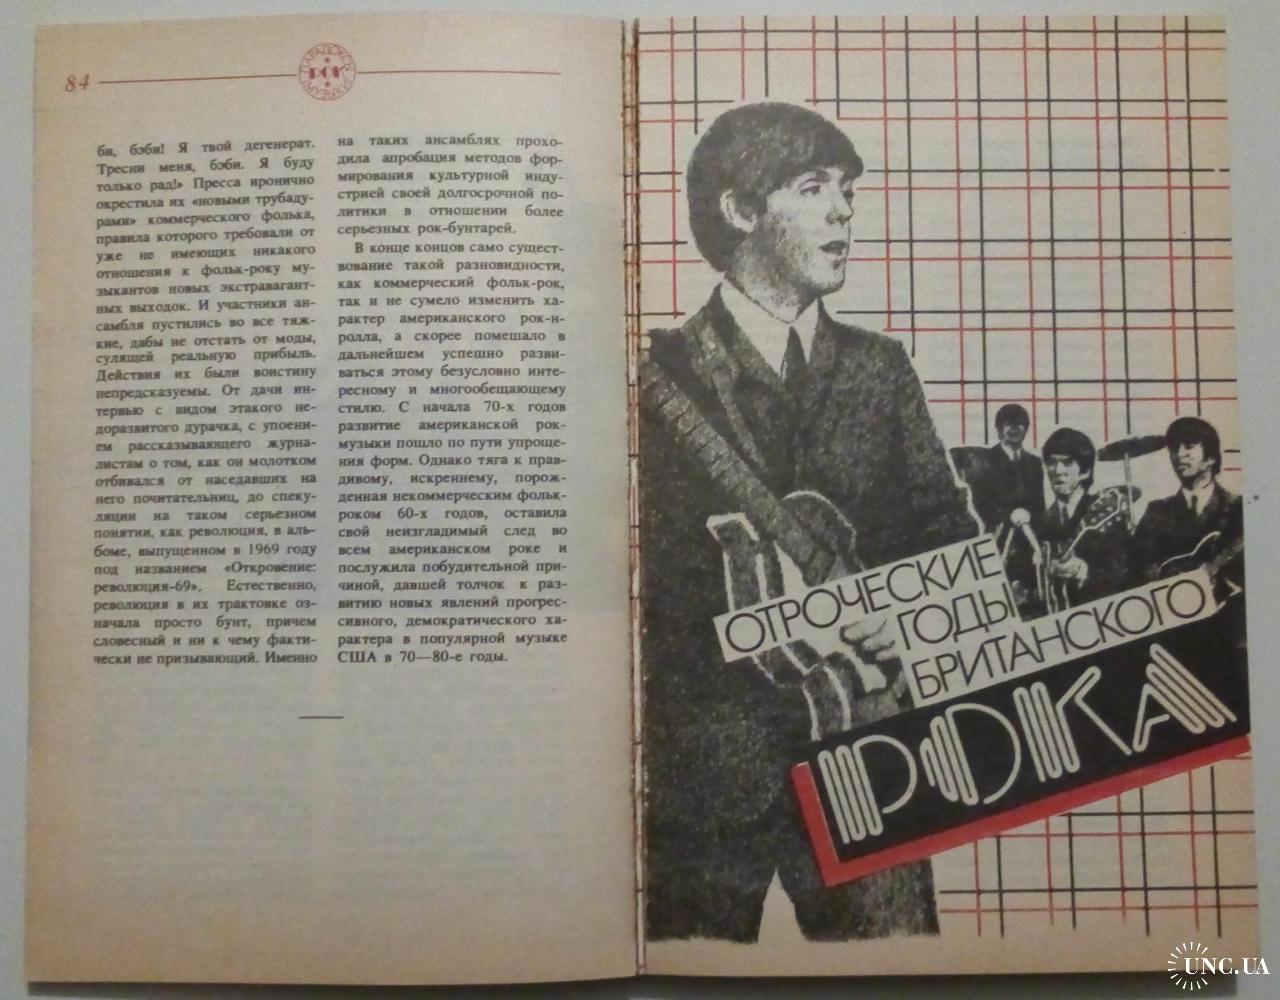 84
ПАРАДОКСЫ
РОК
МУЗЫКИ
би, бэби! Я твой дегенерат.
Тресни меня, бэби. Я буду
только рад!» Пресса иронично
окрестила их «новыми трубаду-
рами» коммерческого фолька,
правила которого требовали от
уже не имеющих никакого
отношения к фольк-року му-
зыкантов новых экстравагант-
ных выходок. И участники ан-
самбля пустились во все тяж-
кие, дабы не отстать от моды,
сулящей реальную прибыль.
Действия их были воистину
непредсказуемы. От дачи ин-
тервью с видом этакого не-
доразвитого дурачка, с упоени-
ем рассказывающего журна-
листам о том, как он молотком
отбивался от наседавших на
него почитательниц, до спеку-
ляции на таком серьезном
понятии, как революция, в аль-
боме, выпущенном в 1969 году
под названием «Откровение:
революция-69». Естественно,
революция в их трактовке оз-
начала просто бунт, причем
словесный и ни к чему факти-
чески не призывающий. Именно
на таких ансамблях прохо-
дила апробация методов фор-
мирования культурной инду-
стрией своей долгосрочной по-
литики в отношении более
серьезных рок-бунтарей.
В конце концов само сущест-
вование такой разновидности,
как коммерческий фольк-рок,
так и не сумело изменить ха-
рактер американского рок-н-
ролла, а скорее помешало в
дальнейшем успешно разви-
ваться этому безусловно инте-
ресному и многообещающему
стилю. С начала 70-х годов
развитие американской рок-
музыки пошло по пути упроще-
ния форм. Однако тяга к прав-
дивому, искреннему, порож-
денная некоммерческим фольк-
роком 60-х годов, оставила
свой неизгладимый след во
всем американском роке и
послужила побудительной при-
чиной, давшей толчок к раз-
витию новых явлений прогрес-
сивного, демократического ха-
рактера в популярной музыке
США в 70—80-е годы.
ОТРОЧЕСКИЕ
ГОДЫ
БРИТАНСКОГО
РОКА
UNC.UA